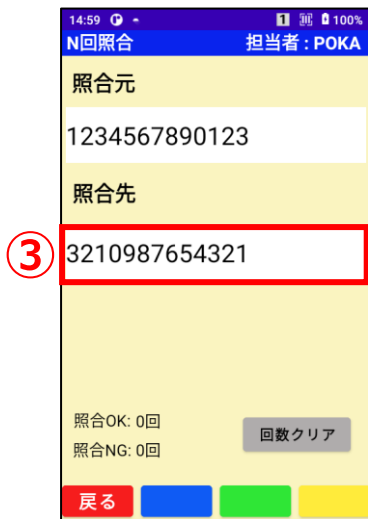 14:59 1 100%
N回照合 担当者 : POKA
照合元
1234567890123
照合先
③ 3210987654321
照合OK: 0回
照合NG: 0回
回数クリア
戻る